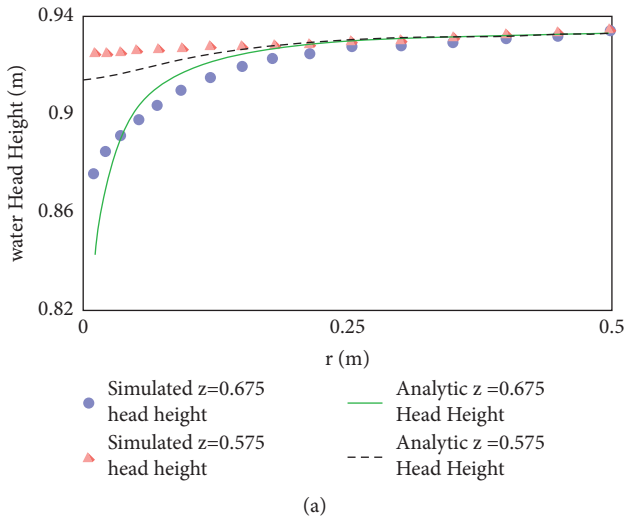 0.94
0.9
0.86
0.82
water Head Height (m)
0
0.25
0.5
r (m)
Simulated z=0.675
head height
Analytic z =0.675
Head Height
Simulated z=0.575
head height
Analytic z =0.575
Head Height
(a)